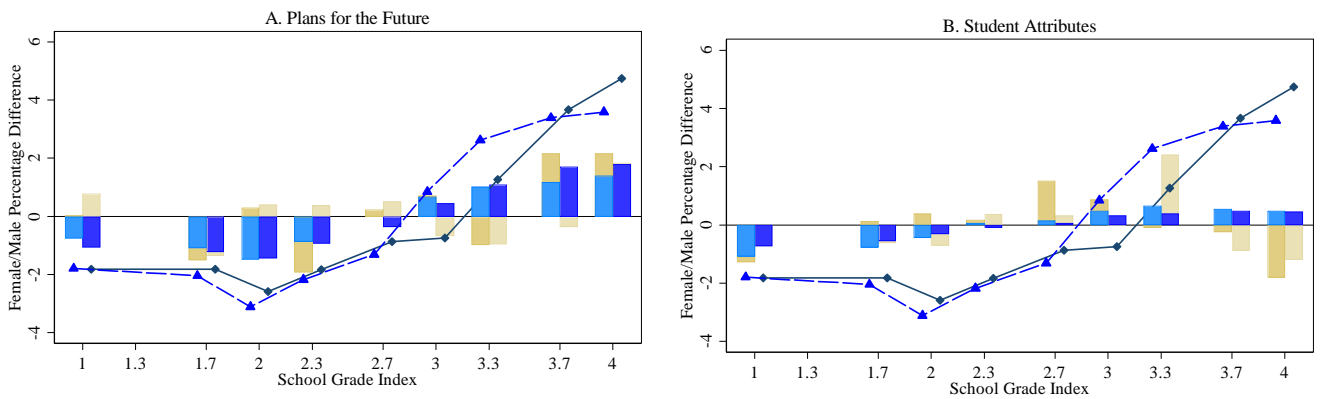 A. Plans for the Future
Female/Male Percentage Difference
6
4
2
0
-2
-4
1 1.3 1.7 2 2.3 2.7 3 3.3 3.7 4
School Grade Index
B. Student Attributes
Female/Male Percentage Difference
6
4
2
0
-2
-4
1 1.3 1.7 2 2.3 2.7 3 3.3 3.7 4
School Grade Index